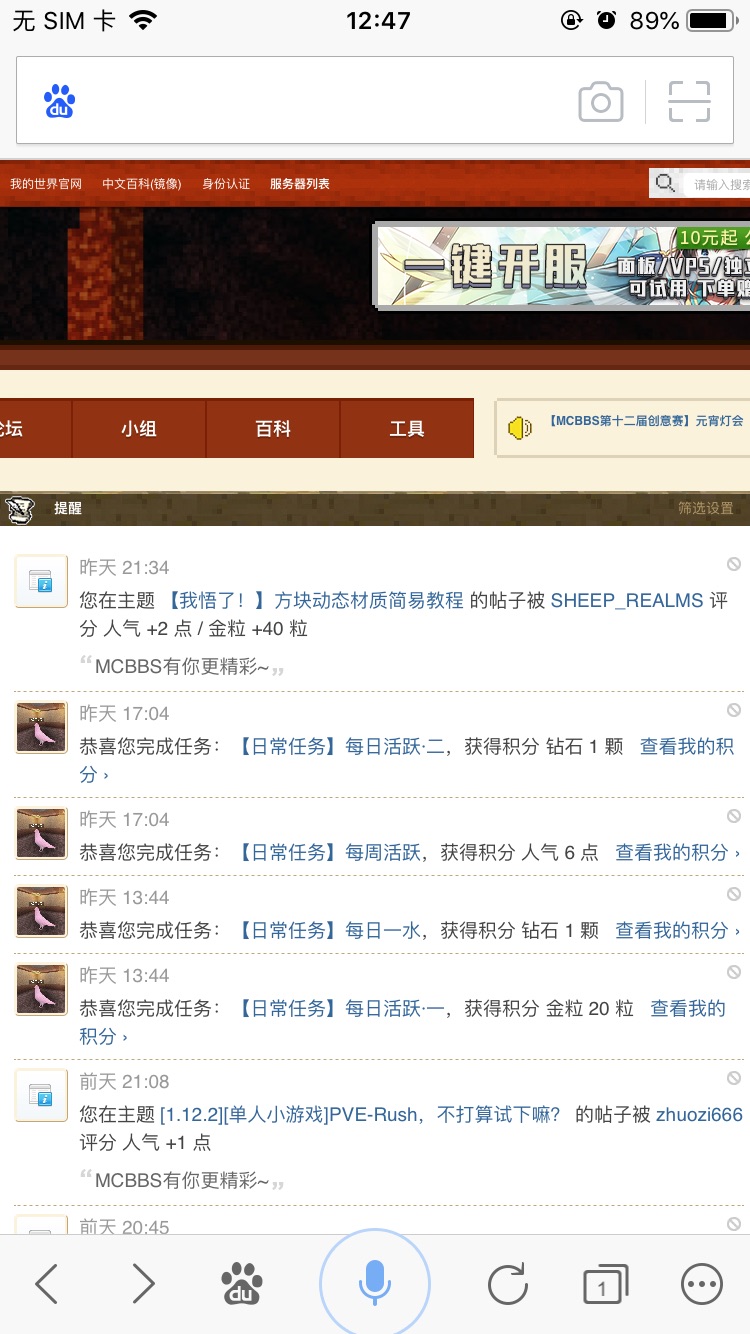 无 SIM 卡 12:47 89%
du
我的世界官网 中文百科(镜像) 身份认证 服务器列表 请输入搜索
一键开服
10元起
面板/VPS/独立
可试用 下单赠
论坛 小组 百科 工具
【MCBBS第十二届创意赛】元宵灯会
提醒 筛选设置
昨天 21:34
您在主题 【我悟了！】方块动态材质简易教程 的帖子被 SHEEP_REALMS 评
分 人气 +2 点 / 金粒 +40 粒
“MCBBS有你更精彩~”
昨天 17:04
恭喜您完成任务： 【日常任务】每日活跃·二，获得积分 钻石 1 颗 查看我的积
分 ›
昨天 17:04
恭喜您完成任务： 【日常任务】每周活跃，获得积分 人气 6 点 查看我的积分 ›
昨天 13:44
恭喜您完成任务： 【日常任务】每日一水，获得积分 钻石 1 颗 查看我的积分 ›
昨天 13:44
恭喜您完成任务： 【日常任务】每日活跃·一，获得积分 金粒 20 粒 查看我的
积分 ›
前天 21:08
您在主题 [1.12.2][单人小游戏]PVE-Rush，不打算试下嘛？ 的帖子被 zhuozi666
评分 人气 +1 点
“MCBBS有你更精彩~”
前天 20:45
du
1